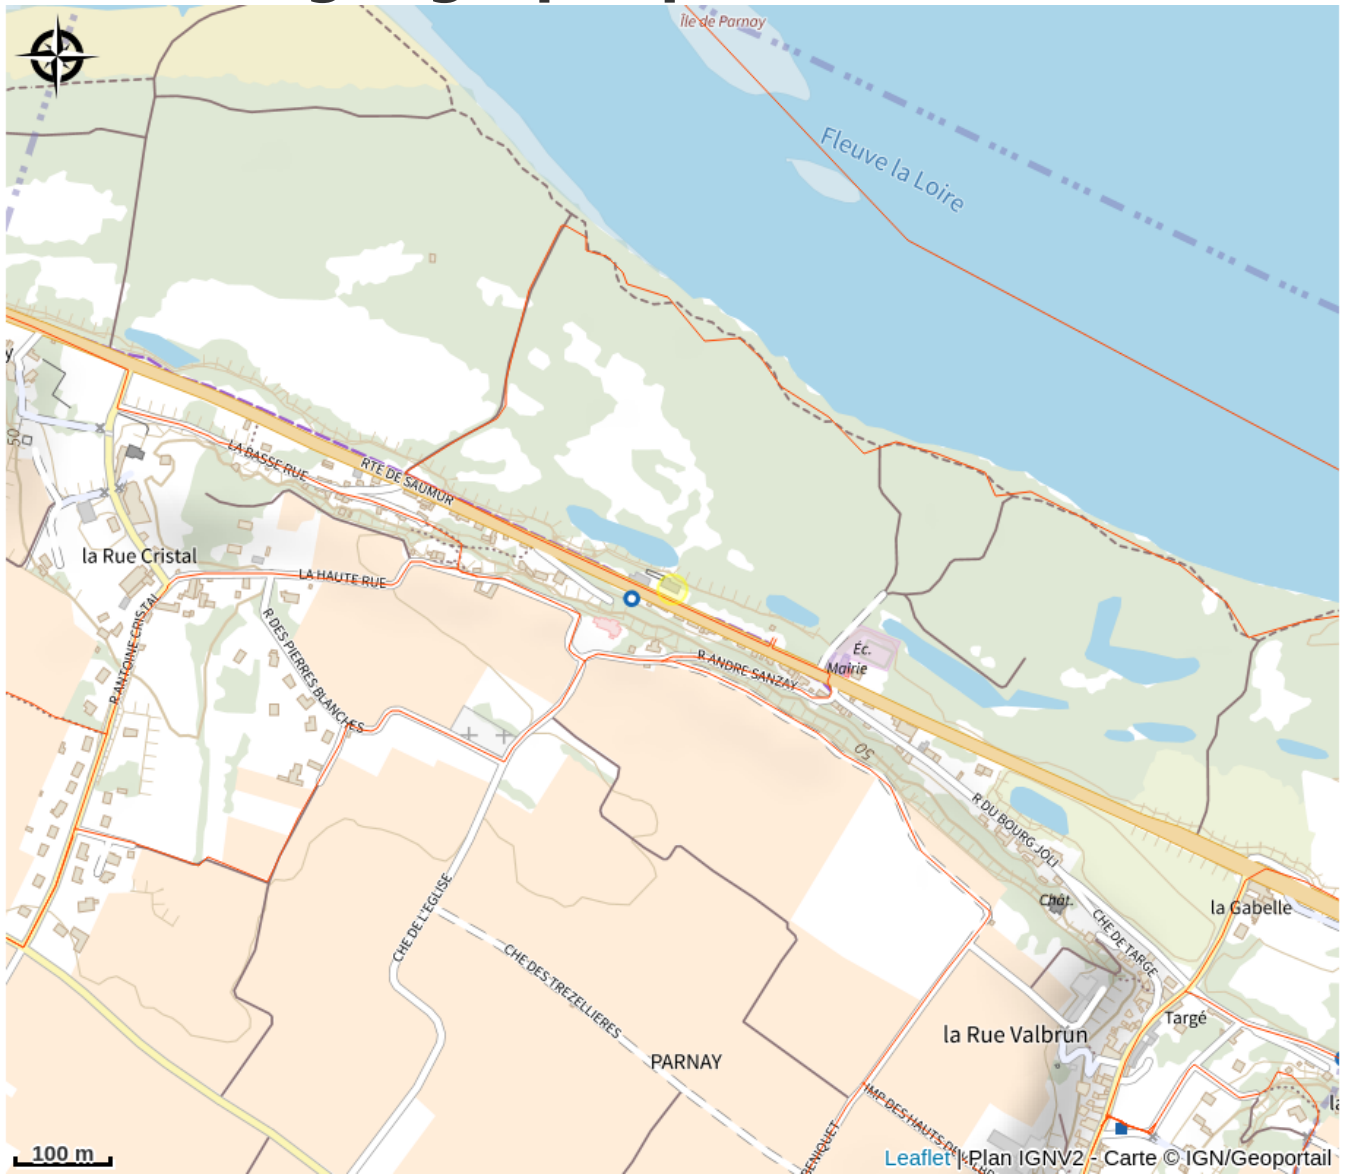 Île de Parnay
Fleuve la Loire
y
50
LA BASSE RUE
RTE DE SAUMUR
la Rue Cristal
LA HAUTE RUE
R ANTOINE CRISTAL
R DES PIERRES BLANCHES
R ANDRE SANZAY
Éc.
Mairie
50
R DU BOURG JOLI
Chât.
la Gabelle
CHE DE TARGE
CHE DE L'EGLISE
CHE DES TREZELLIERES
Targé
la Rue Valbrun
PARNAY
IMP DES HAUTS DE
BENIQUET
la
100 m
Leaflet | Plan IGNV2 - Carte © IGN/Geoportail